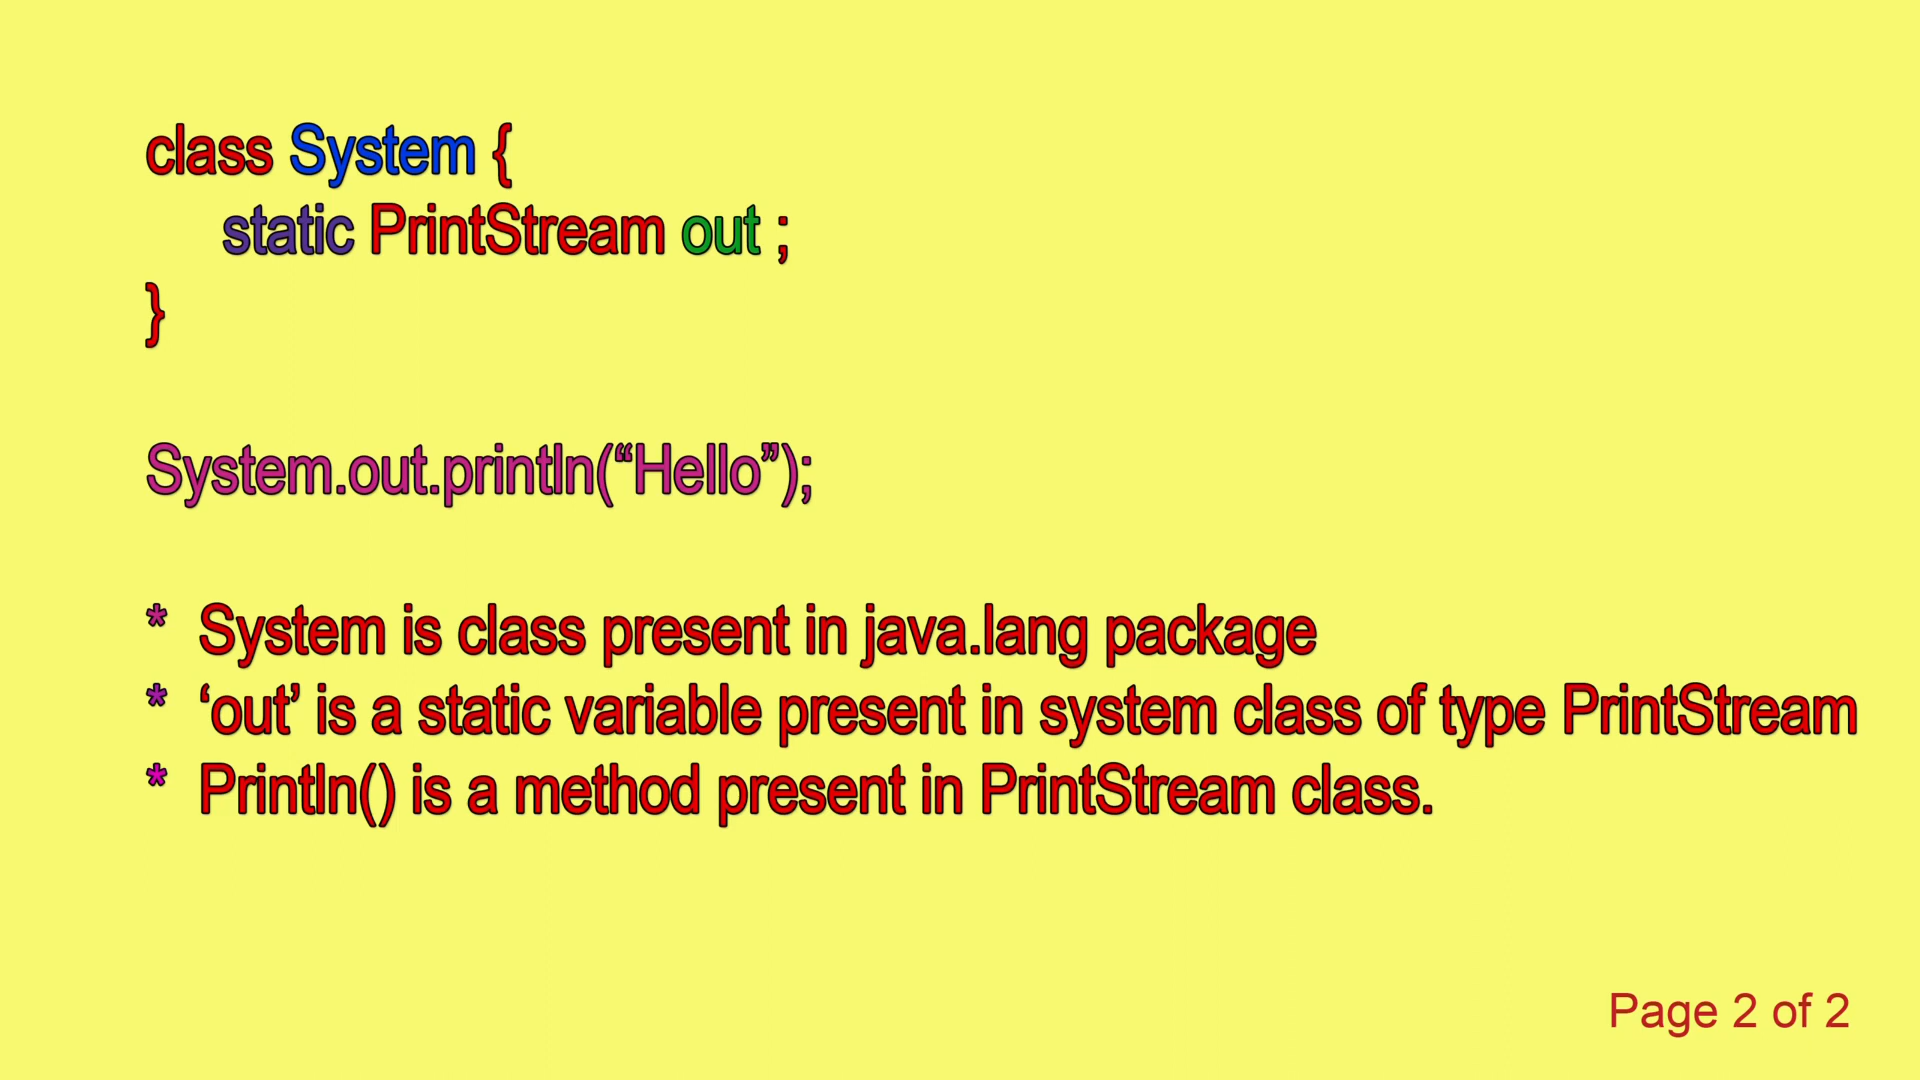 class System {
static PrintStream out ;
}
System.out.println(“Hello”);
* System is class present in java.lang package
* ‘out’ is a static variable present in system class of type PrintStream
* Println() is a method present in PrintStream class.
Page 2 of 2